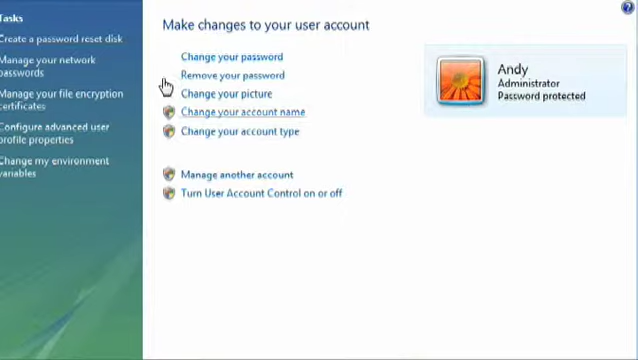 Tasks
Create a password reset disk
Manage your network
passwords
Manage your file encryption
certificates
Configure advanced user
profile properties
Change my environment
variables
Make changes to your user account
Change your password
Remove your password
Change your picture
Change your account name
Change your account type
Manage another account
Turn User Account Control on or off
Andy
Administrator
Password protected
?